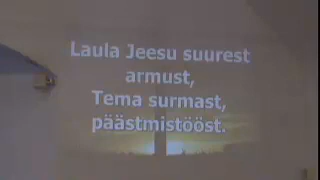 Laula Jeesu suurest
armust,
Tema surmast,
päästmistööst.